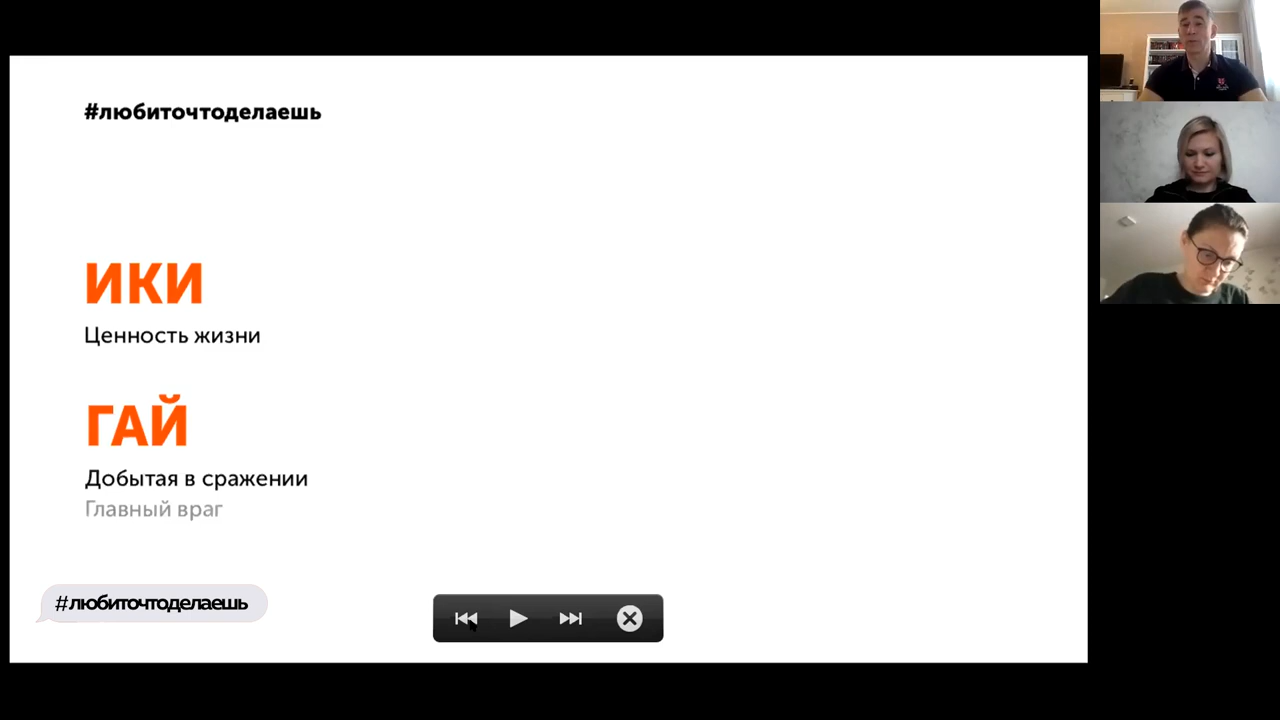 #любиточтоделаешь
ИКИ
Ценность жизни
ГАЙ
Добытая в сражении
Главный враг
#любиточтоделаешь